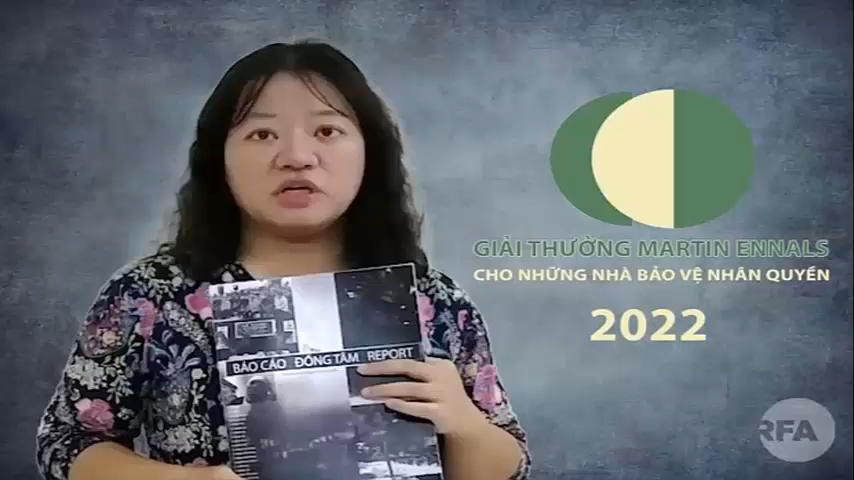 GIẢI THƯỞNG MARTIN ENNALS
CHO NHỮNG NHÀ BẢO VỆ NHÂN QUYỀN
2022
BÁO CÁO ĐỒNG TÂM REPORT
RFA